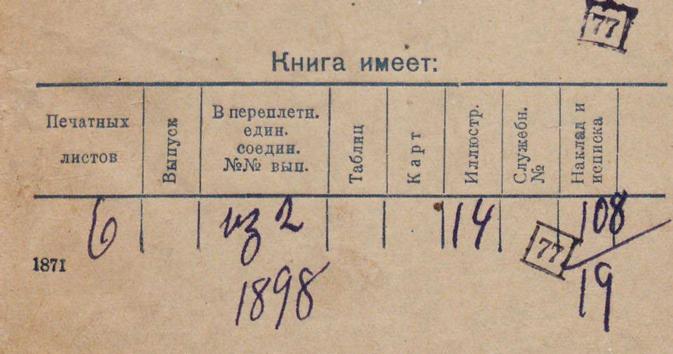 77
Книга имеет:
Печатных листов
Выпуск
В переплетн. един. соедин. №№ вып.
Таблиц
Карт
Иллюстр.
Служебн. №
Наклад и исписка
6
из 2
14
108
77
1871
1898
19